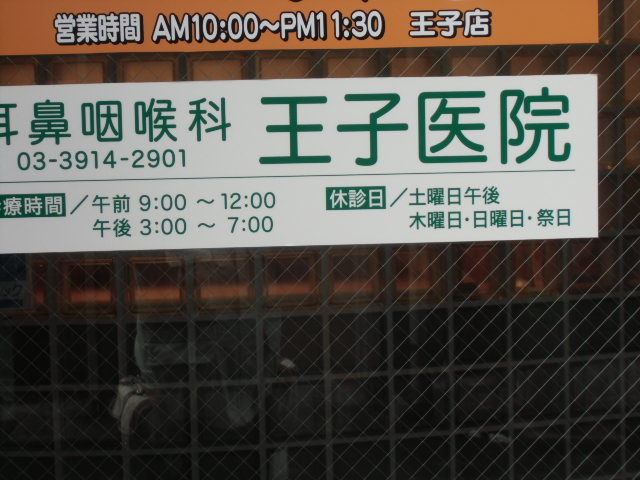 営業時間 AM10:00～PM11:30 王子店
耳鼻咽喉科 王子医院
03-3914-2901
診療時間／午前 9:00 ～ 12:00 休診日／土曜日午後
午後 3:00 ～ 7:00 木曜日・日曜日・祭日